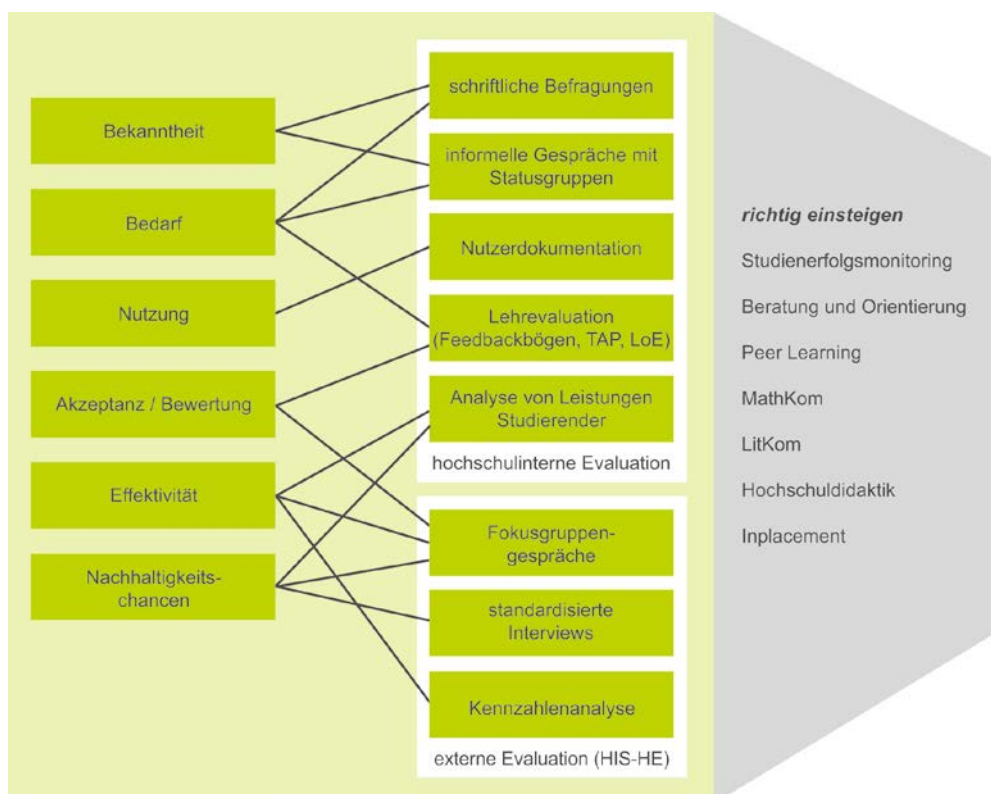 Bekanntheit
Bedarf
Nutzung
Akzeptanz / Bewertung
Effektivität
Nachhaltigkeits-
chancen
schriftliche Befragungen
informelle Gespräche mit
Statusgruppen
Nutzerdokumentation
Lehrevaluation
(Feedbackbögen, TAP, LoE)
Analyse von Leistungen
Studierender
hochschulinterne Evaluation
Fokusgruppen-
gespräche
standardisierte
Interviews
Kennzahlenanalyse
externe Evaluation (HIS-HE)
richtig einsteigen
Studienerfolgsmonitoring
Beratung und Orientierung
Peer Learning
MathKom
LitKom
Hochschuldidaktik
Inplacement